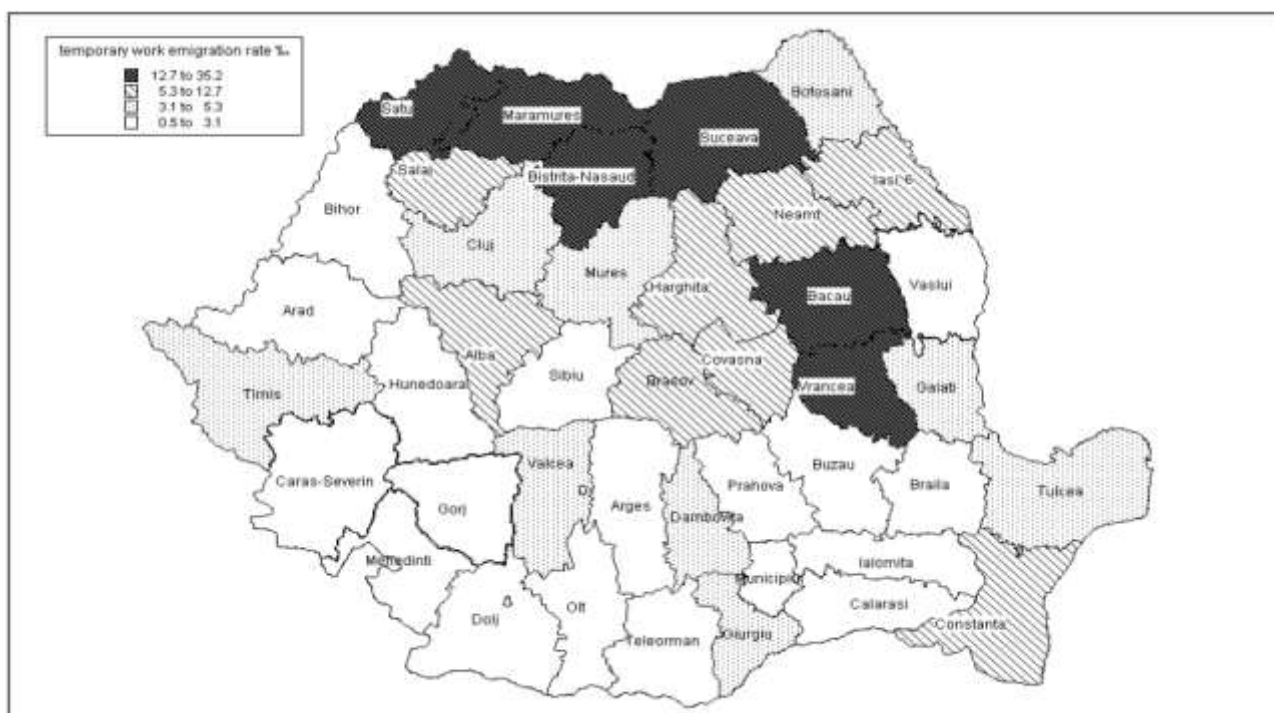 temporary work emigration rate ‰
12.7 to 35.2
5.3 to 12.7
3.1 to 5.3
0.5 to 3.1
Botosani
Satu
Maramures
Suceava
Salaj
Bistrita-Nasaud
Iasi 6
Bihor
Neamt
Cluj
Mures
Harghita
Bacau
Vaslui
Arad
Alba
Covasna
Timis
Hunedoara
Sibiu
Brasov
Vrancea
Galati
Caras-Severin
Valcea
Buzau
Prahova
Braila
Tulcea
D
Gorj
Arges
Dambovita
Mehedinti
Municipiu
Ialomita
Calarasi
Olt
Dolj
Teleorman
Giurgiu
Constanta